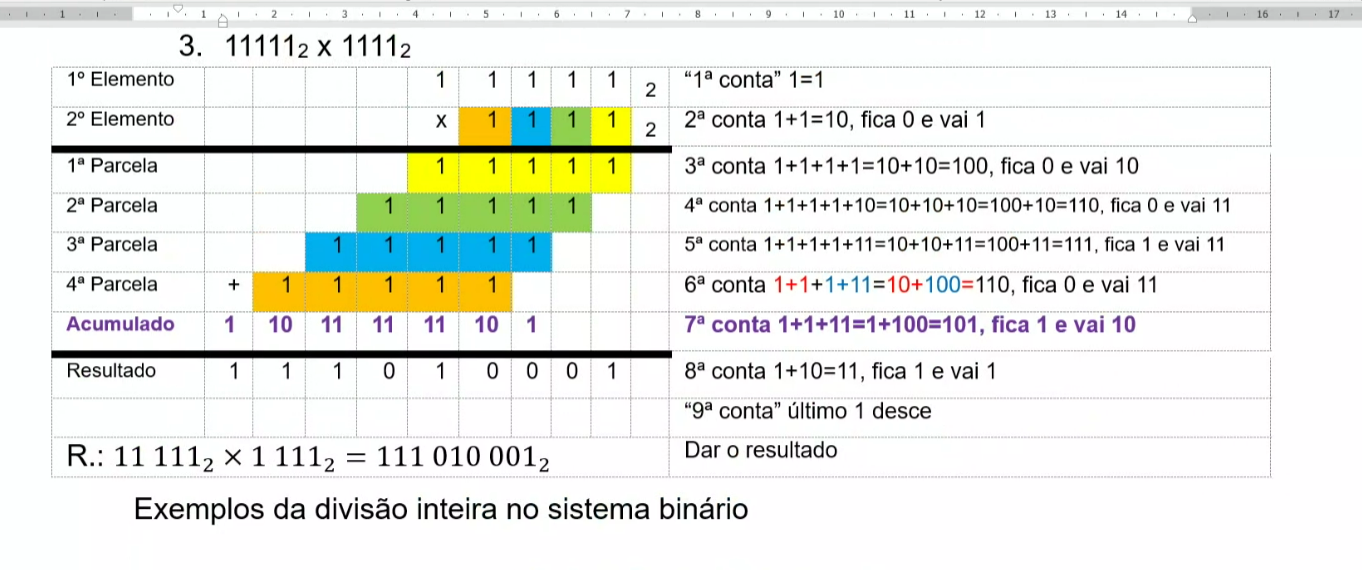 1 1 2 3 4 5 6 7 8 9 10 11 12 13 14 16 17
3. 11111₂ x 1111₂
1º Elemento 1 1 1 1 1 2 “1ª conta” 1=1
2º Elemento x 1 1 1 1 2 2ª conta 1+1=10, fica 0 e vai 1
1ª Parcela 1 1 1 1 1 3ª conta 1+1+1+1=10+10=100, fica 0 e vai 10
2ª Parcela 1 1 1 1 1 4ª conta 1+1+1+1+10=10+10+10=100+10=110, fica 0 e vai 11
3ª Parcela 1 1 1 1 1 5ª conta 1+1+1+1+11=10+10+11=100+11=111, fica 1 e vai 11
4ª Parcela + 1 1 1 1 1 6ª conta 1+1+1+11=10+100=110, fica 0 e vai 11
Acumulado 1 10 11 11 11 10 1 7ª conta 1+1+11=1+100=101, fica 1 e vai 10
Resultado 1 1 1 0 1 0 0 0 1 8ª conta 1+10=11, fica 1 e vai 1
“9ª conta” último 1 desce
R.: 11 111₂ × 1 111₂ = 111 010 001₂ Dar o resultado
Exemplos da divisão inteira no sistema binário